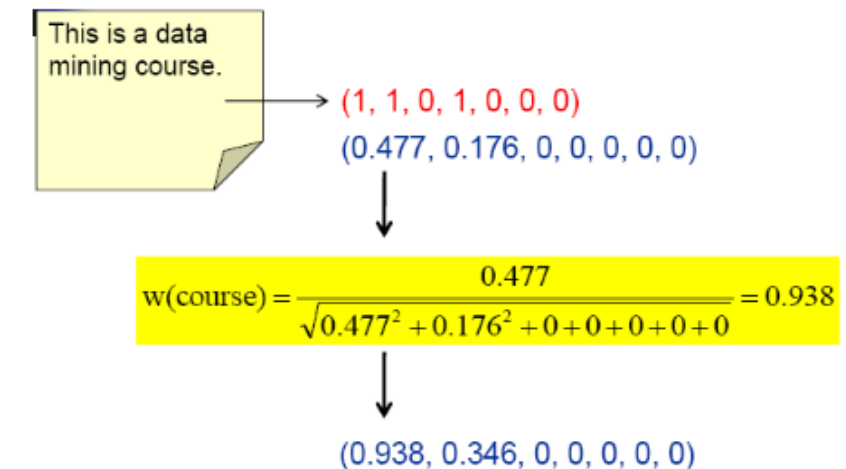 This is a data
mining course.
(1, 1, 0, 1, 0, 0, 0)
(0.477, 0.176, 0, 0, 0, 0, 0)
w(course) = 0.477 / √0.477² + 0.176² + 0 + 0 + 0 + 0 + 0 = 0.938
(0.938, 0.346, 0, 0, 0, 0, 0)